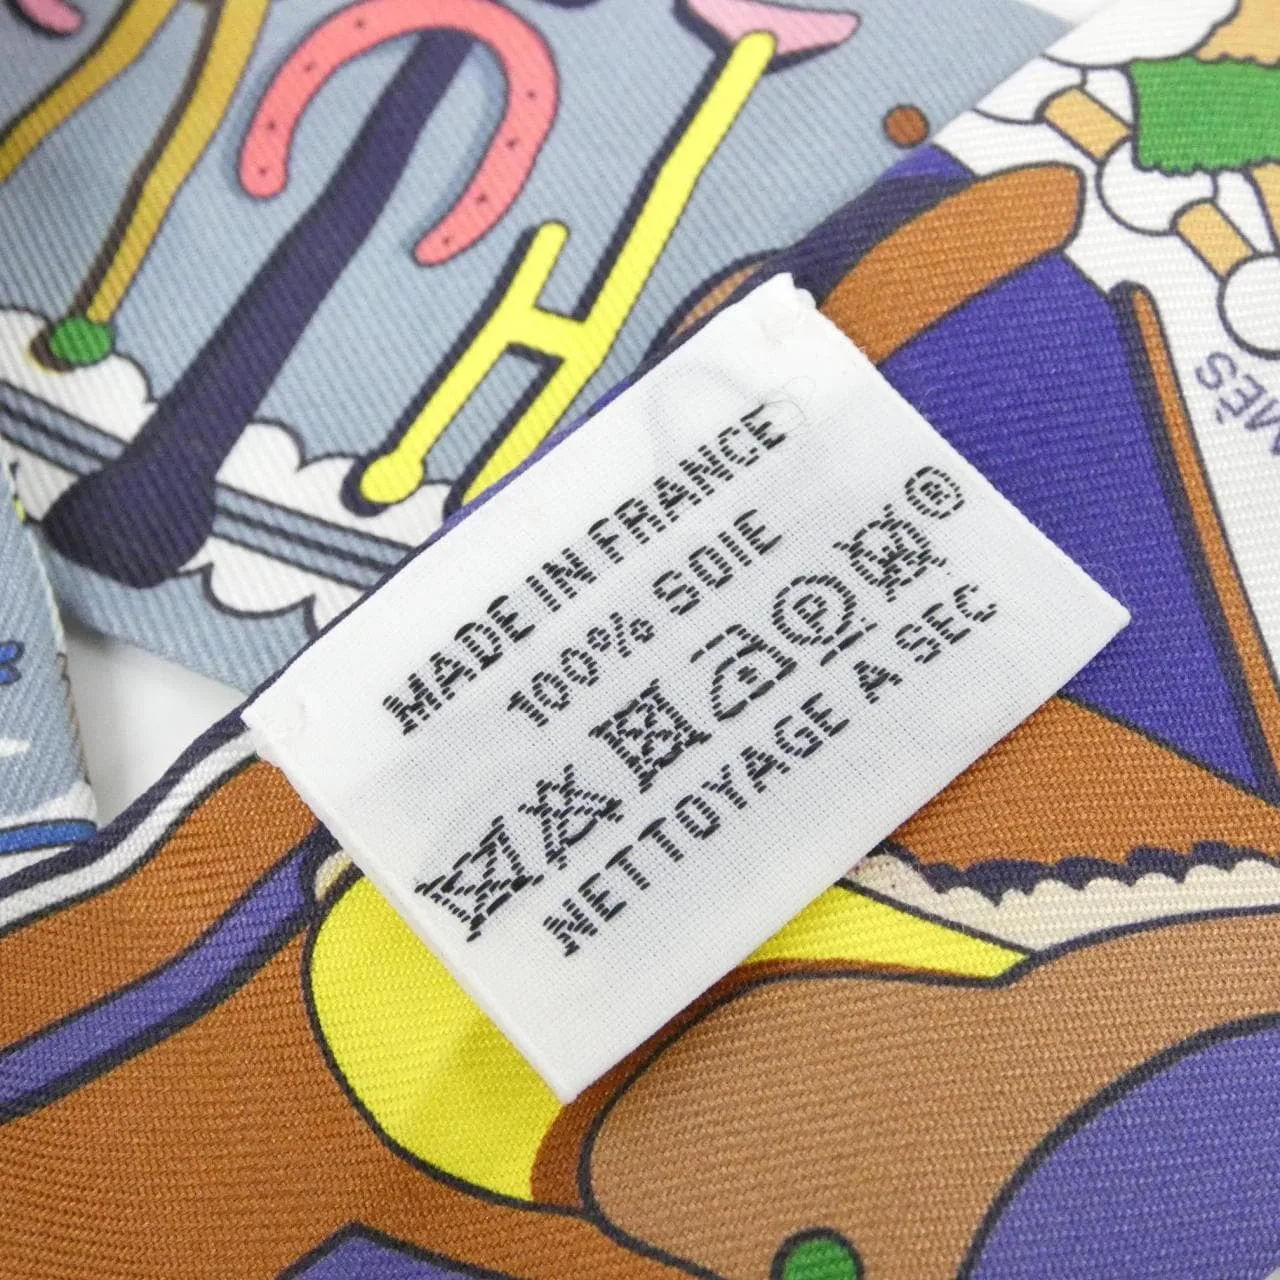 MADE IN FRANCE
100% SOIE
P
®
NETTOYAGE A SEC